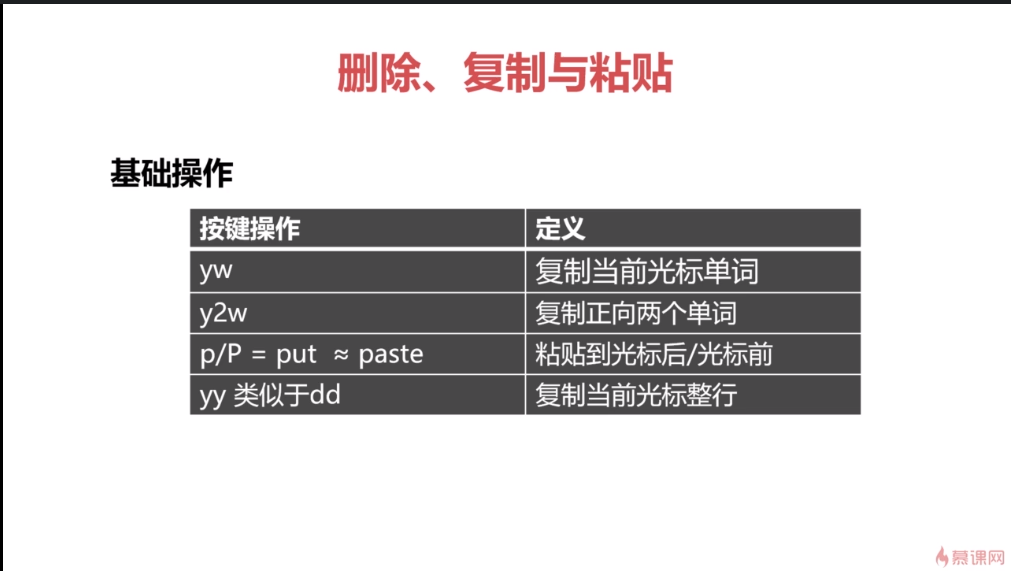 删除、复制与粘贴
基础操作
按键操作 定义
yw 复制当前光标单词
y2w 复制正向两个单词
p/P = put ≈ paste 粘贴到光标后/光标前
yy 类似于dd 复制当前光标整行
慕课网